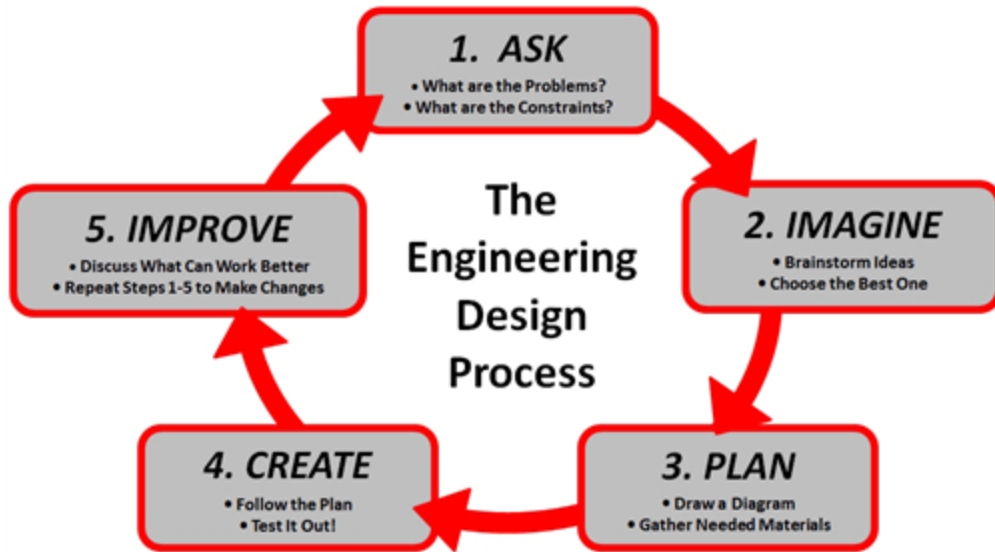 1. ASK
• What are the Problems?
• What are the Constraints?
The
Engineering
Design
Process
2. IMAGINE
• Brainstorm Ideas
• Choose the Best One
3. PLAN
• Draw a Diagram
• Gather Needed Materials
4. CREATE
• Follow the Plan
• Test It Out!
5. IMPROVE
• Discuss What Can Work Better
• Repeat Steps 1-5 to Make Changes